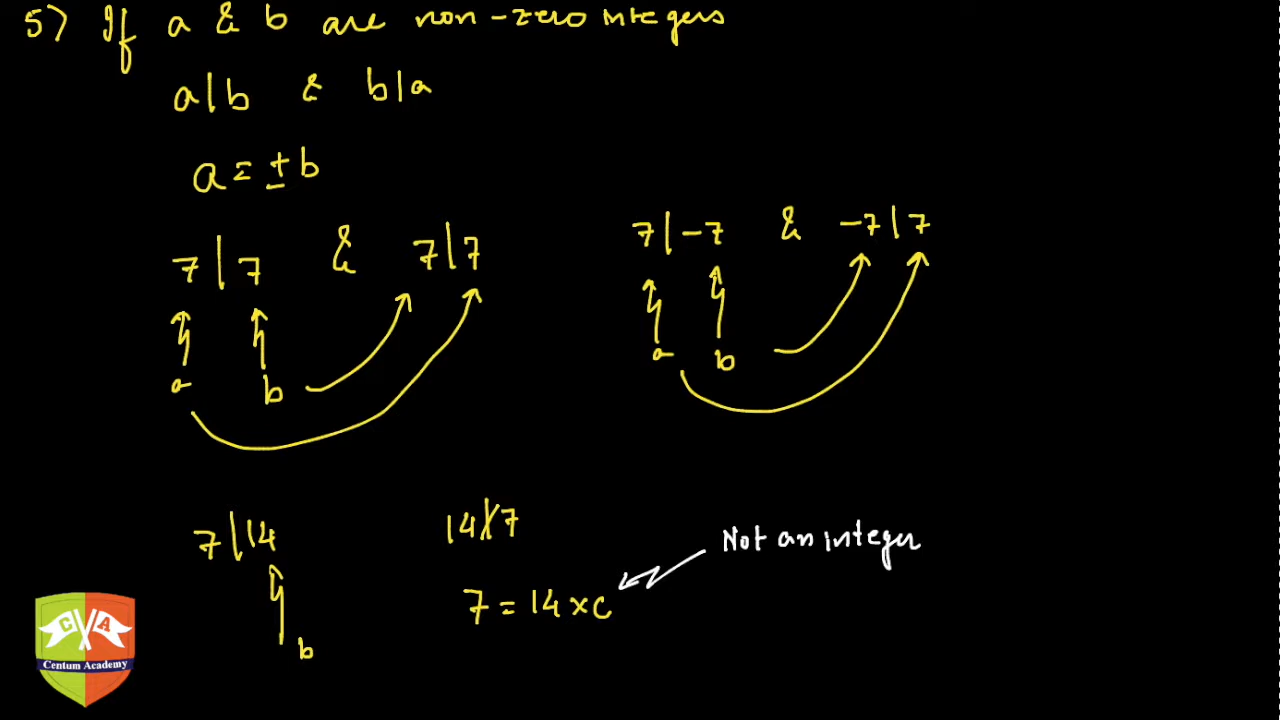 5) If a & b are non-zero integers
a|b & b|a
a = ± b
7|7 & 7|7
a b
7|-7 & -7|7
a b
7|14
b
14∤7
7 = 14 × c
Not an integer
C A
Centum Academy